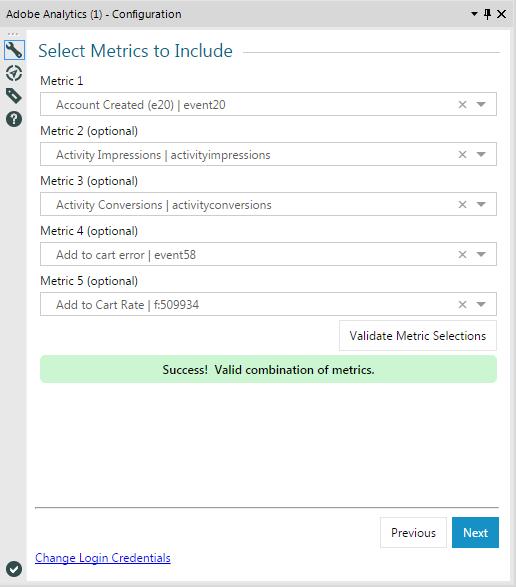 Adobe Analytics (1) - Configuration
Select Metrics to Include
Metric 1
Account Created (e20) | event20
Metric 2 (optional)
Activity Impressions | activityimpressions
Metric 3 (optional)
Activity Conversions | activityconversions
Metric 4 (optional)
Add to cart error | event58
Metric 5 (optional)
Add to Cart Rate | f:509934
Validate Metric Selections
Success! Valid combination of metrics.
Previous
Next
Change Login Credentials